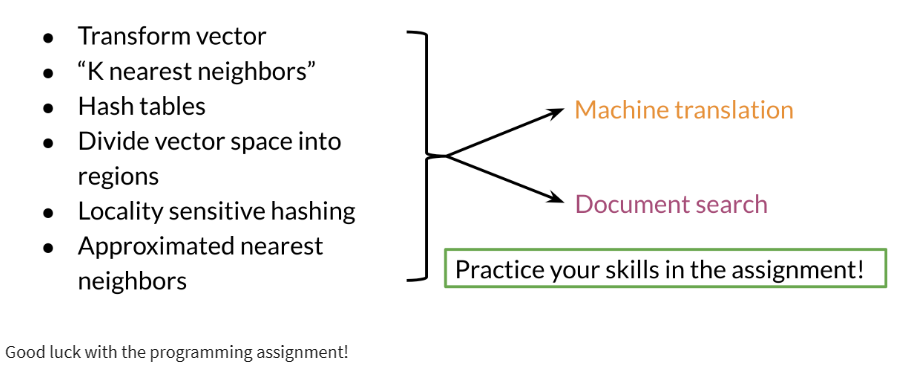 ● Transform vector
● “K nearest neighbors”
● Hash tables
● Divide vector space into
regions
● Locality sensitive hashing
● Approximated nearest
neighbors
Machine translation
Document search
Practice your skills in the assignment!
Good luck with the programming assignment!